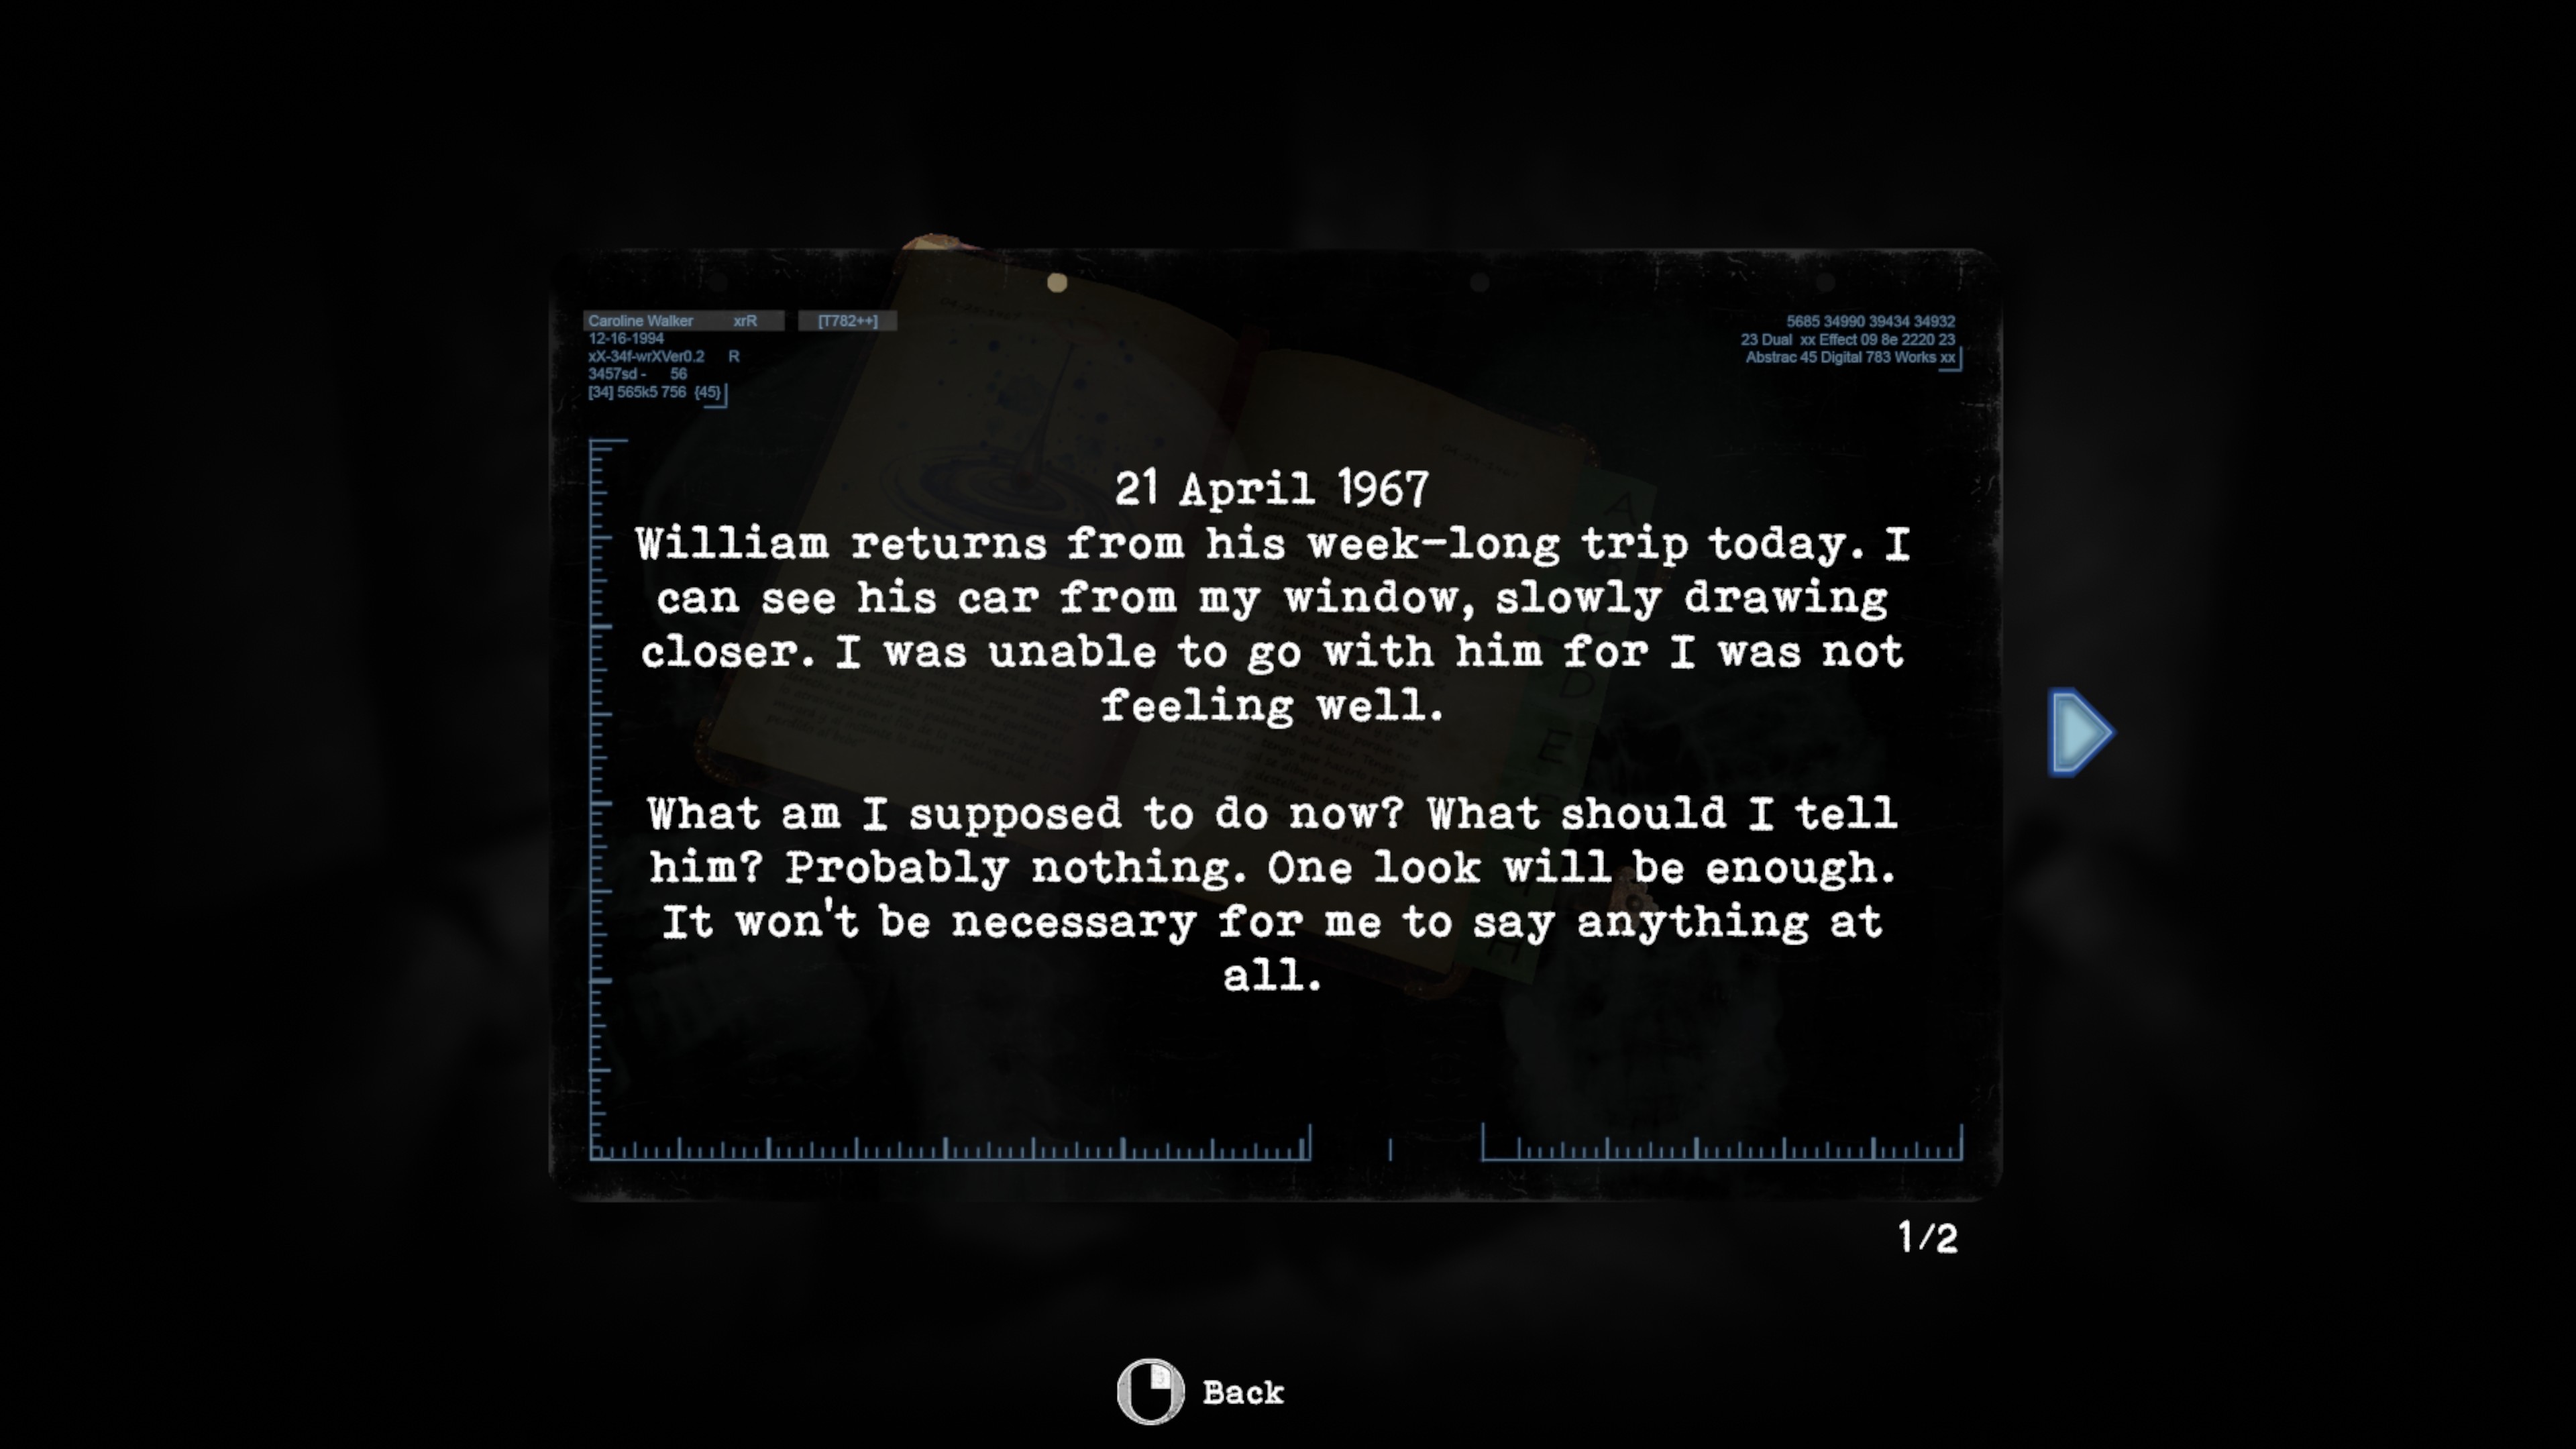 Caroline Walker xrR [T782++]
12-16-1994
xX-34f-wrXVer0.2 R
3457sd - 56
[34] 565k5 756 {45}
5685 34990 39434 34932
23 Dual xx Effect 09 8e 2220 23
Abstrac 45 Digital 783 Works xx
21 April 1967
William returns from his week-long trip today. I
can see his car from my window, slowly drawing
closer. I was unable to go with him for I was not
feeling well.
What am I supposed to do now? What should I tell
him? Probably nothing. One look will be enough.
It won't be necessary for me to say anything at
all.
1/2
Back